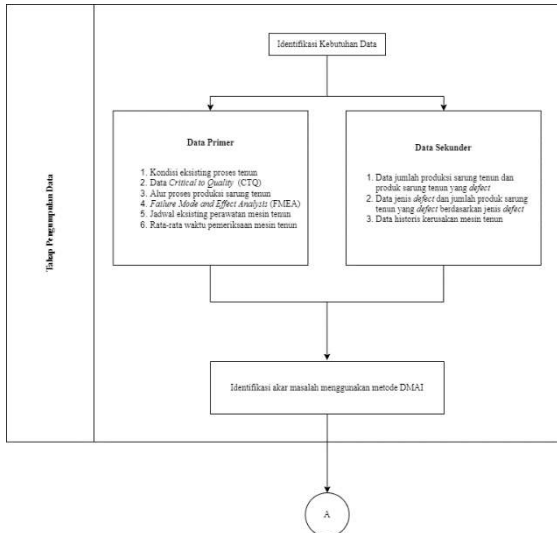 Tahap Pengumpulan Data
Identifikasi Kebutuhan Data
Data Primer
1. Kondisi eksisting proses tenun
2. Data Critical to Quality (CTQ)
3. Alur proses produksi sarung tenun
4. Failure Mode and Effect Analysis (FMEA)
5. Jadwal eksisting perawatan mesin tenun
6. Rata-rata waktu pemeriksaan mesin tenun
Data Sekunder
1. Data jumlah produksi sarung tenun dan
produk sarung tenun yang defect
2. Data jenis defect dan jumlah produk sarung
tenun yang defect berdasarkan jenis defect
3. Data historis kerusakan mesin tenun
Identifikasi akar masalah menggunakan metode DMAI
A